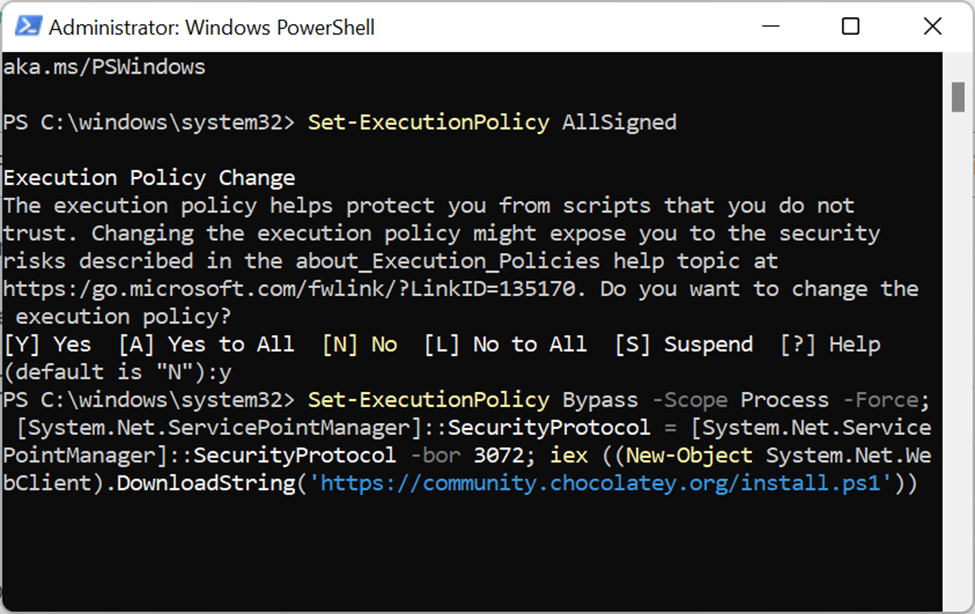 Administrator: Windows PowerShell
aka.ms/PSWindows
PS C:\windows\system32> Set-ExecutionPolicy AllSigned
Execution Policy Change
The execution policy helps protect you from scripts that you do not
trust. Changing the execution policy might expose you to the security
risks described in the about_Execution_Policies help topic at
https:/go.microsoft.com/fwlink/?LinkID=135170. Do you want to change the
execution policy?
[Y] Yes  [A] Yes to All  [N] No  [L] No to All  [S] Suspend  [?] Help
(default is "N"):y
PS C:\windows\system32> Set-ExecutionPolicy Bypass -Scope Process -Force;
[System.Net.ServicePointManager]::SecurityProtocol = [System.Net.Service
PointManager]::SecurityProtocol -bor 3072; iex ((New-Object System.Net.We
bClient).DownloadString('https://community.chocolatey.org/install.ps1'))